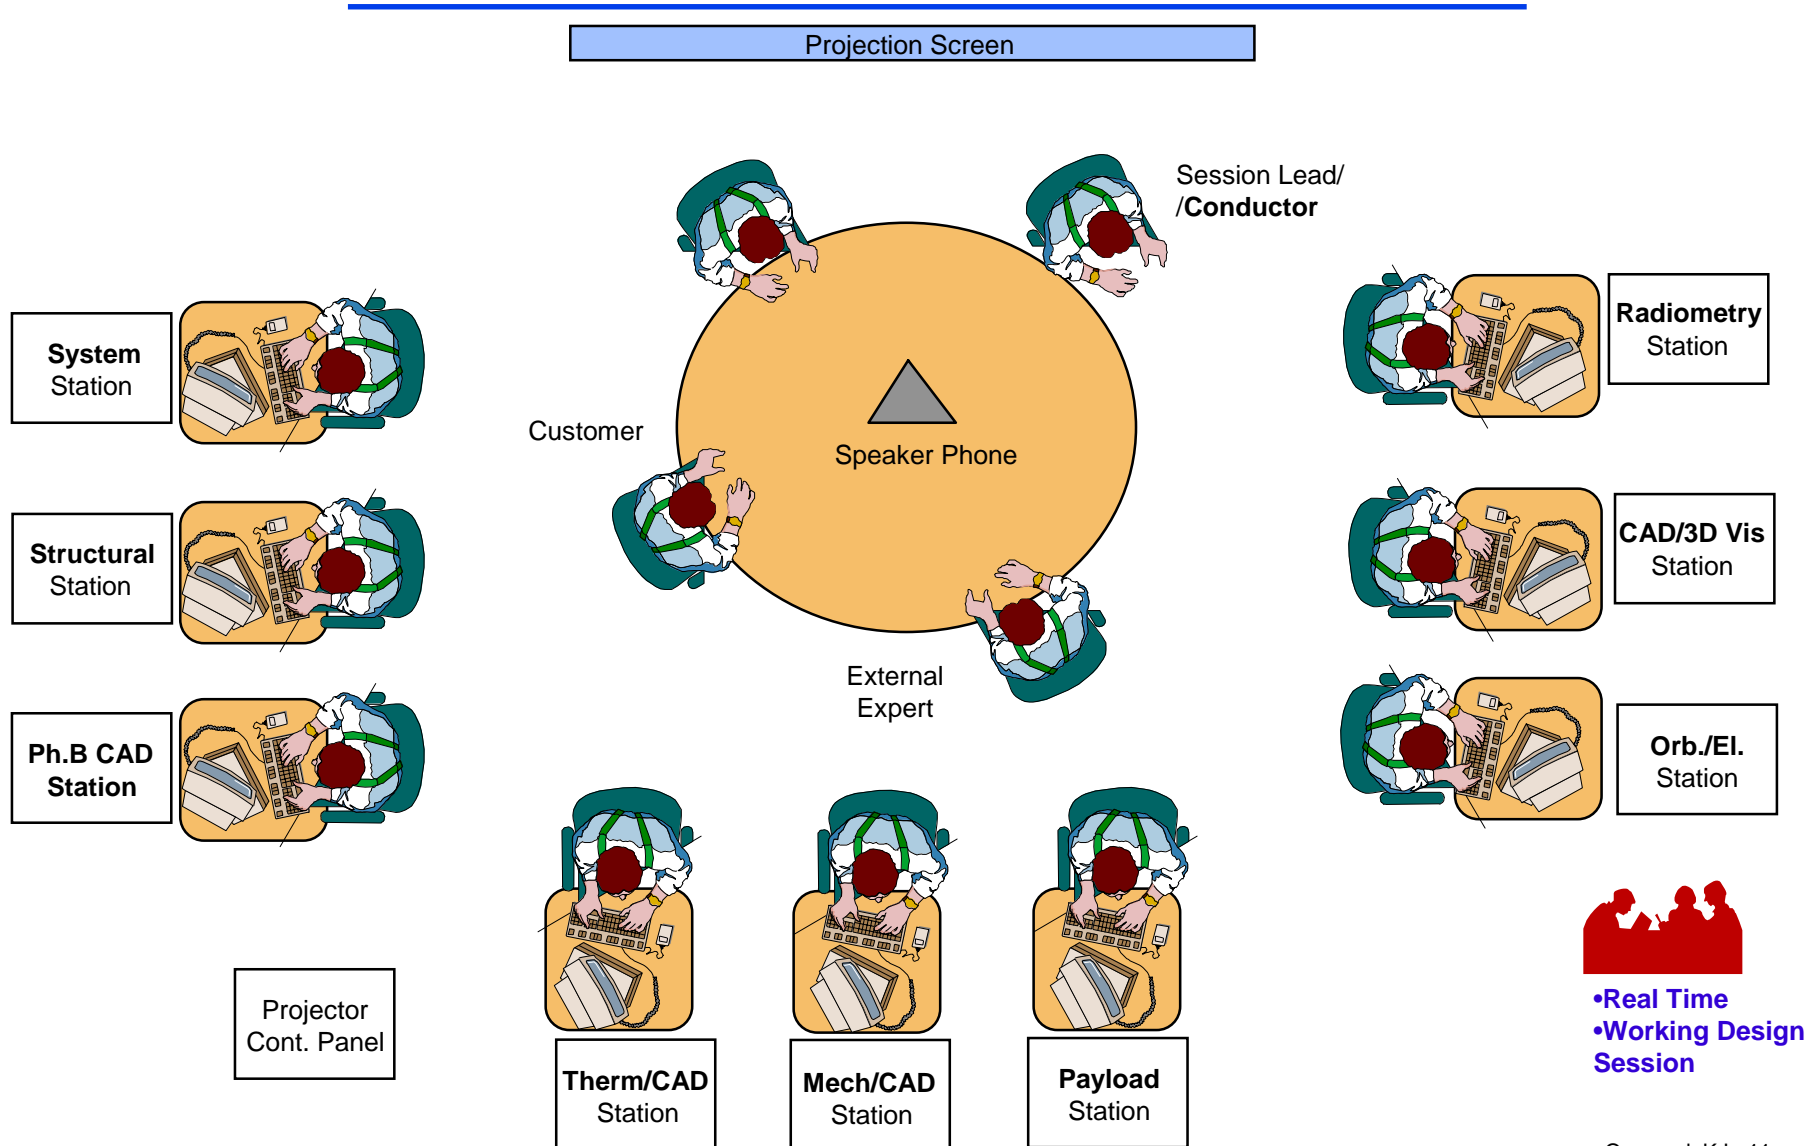 Projection Screen
Session Lead/
/Conductor
System
Station
Radiometry
Station
Customer
Speaker Phone
Structural
Station
CAD/3D Vis
Station
External
Expert
Ph.B CAD
Station
Orb./El.
Station
Projector
Cont. Panel
Therm/CAD
Station
Mech/CAD
Station
Payload
Station
•Real Time
•Working Design
Session